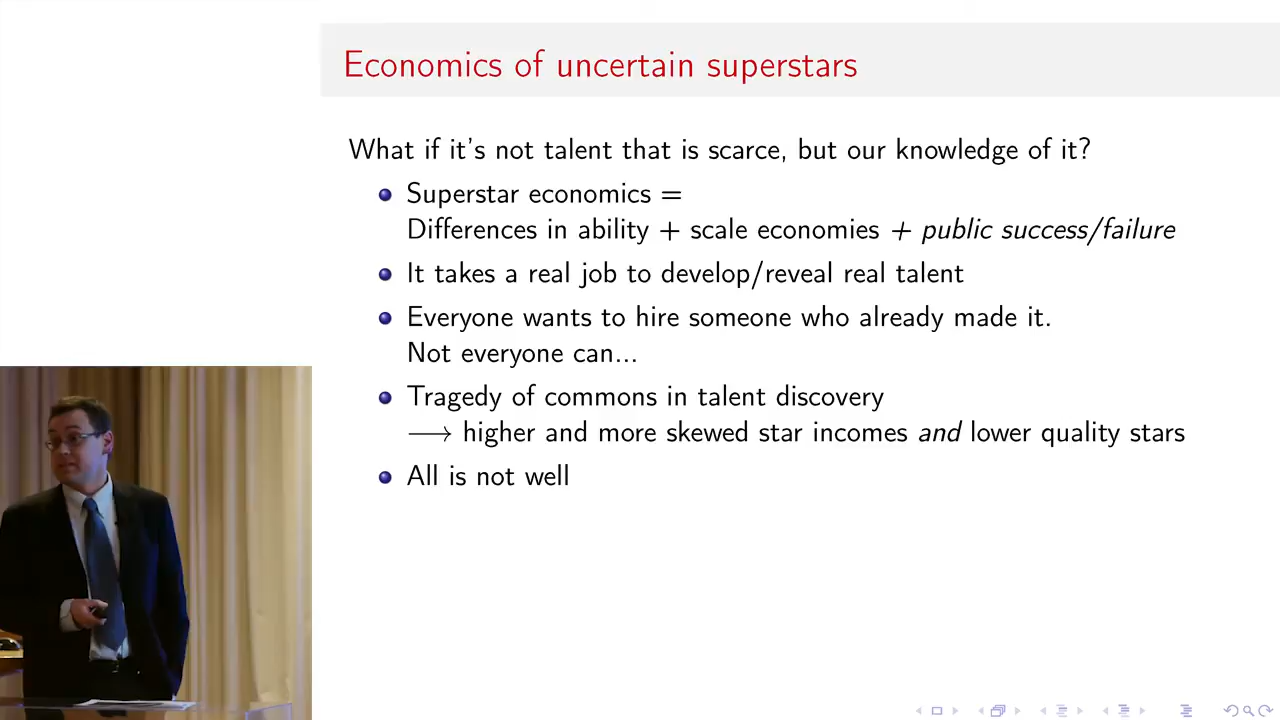 Economics of uncertain superstars
What if it's not talent that is scarce, but our knowledge of it?
Superstar economics =
Differences in ability + scale economies + public success/failure
It takes a real job to develop/reveal real talent
Everyone wants to hire someone who already made it.
Not everyone can...
Tragedy of commons in talent discovery
⟶ higher and more skewed star incomes and lower quality stars
All is not well